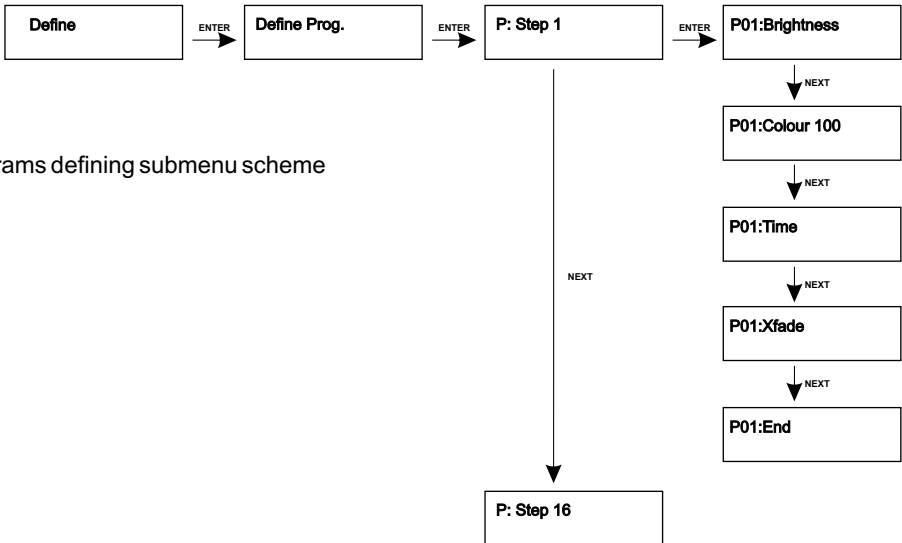 Define
ENTER
Define Prog.
ENTER
P: Step 1
ENTER
P01:Brightness
NEXT
P01:Colour 100
rams defining submenu scheme
NEXT
P01:Time
NEXT
NEXT
P01:Xfade
NEXT
P01:End
P: Step 16